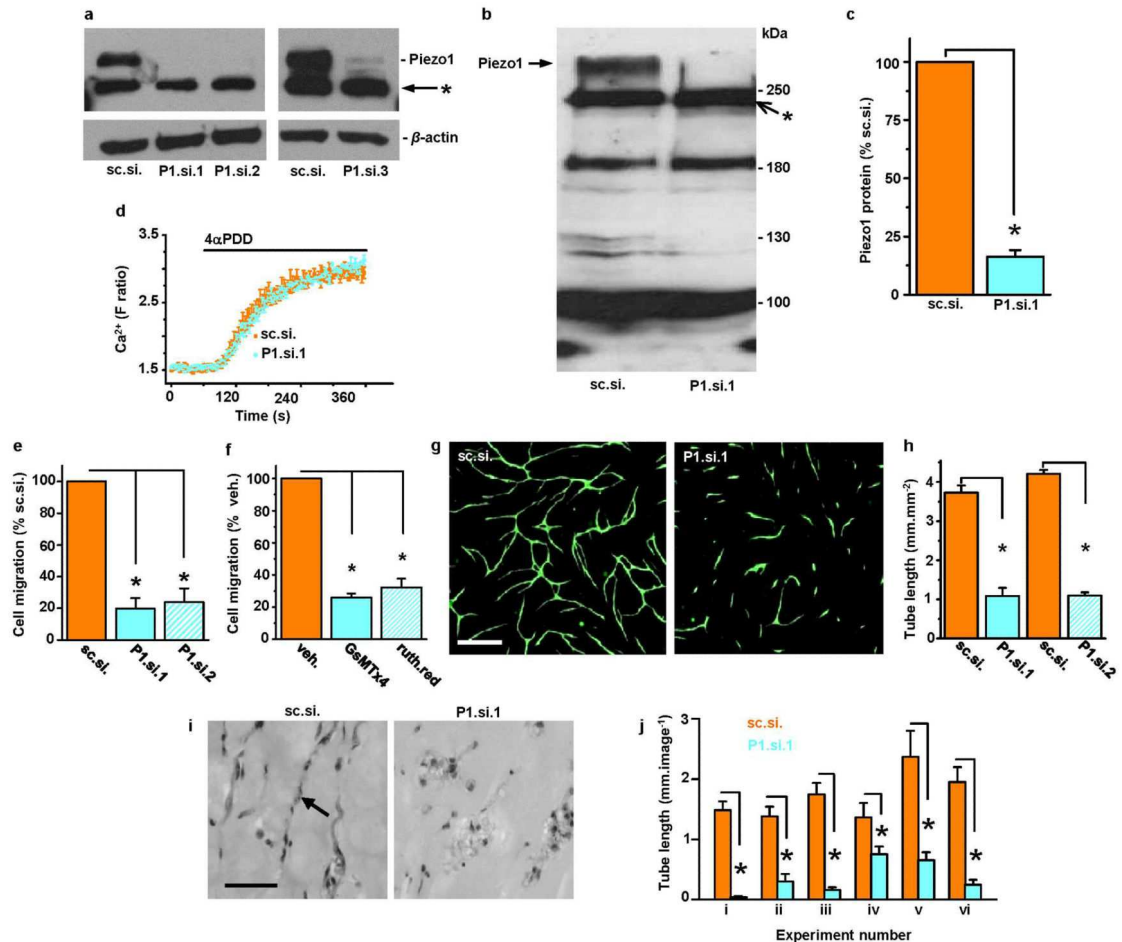 a
Piezo1
*
β-actin
sc.si.
P1.si.1
P1.si.2
sc.si.
P1.si.3
b
kDa
Piezo1
250
*
180
130
100
sc.si.
P1.si.1
c
Piezo1 protein (% sc.si.)
100
75
50
25
0
*
sc.si.
P1.si.1
d
4αPDD
Ca²⁺ (F ratio)
3.5
2.5
1.5
sc.si.
P1.si.1
0
120
240
360
Time (s)
e
Cell migration (% sc.si.)
100
80
60
40
20
0
*
*
sc.si.
P1.si.1
P1.si.2
f
Cell migration (% veh.)
100
80
60
40
20
0
*
*
veh.
GsMTx4
ruth.red
g
sc.si.
P1.si.1
h
Tube length (mm.mm⁻²)
4
2
0
*
*
sc.si.
P1.si.1
sc.si.
P1.si.2
i
sc.si.
P1.si.1
j
sc.si.
P1.si.1
Tube length (mm.image⁻¹)
3
2
1
0
*
*
*
*
*
*
i
ii
iii
iv
v
vi
Experiment number